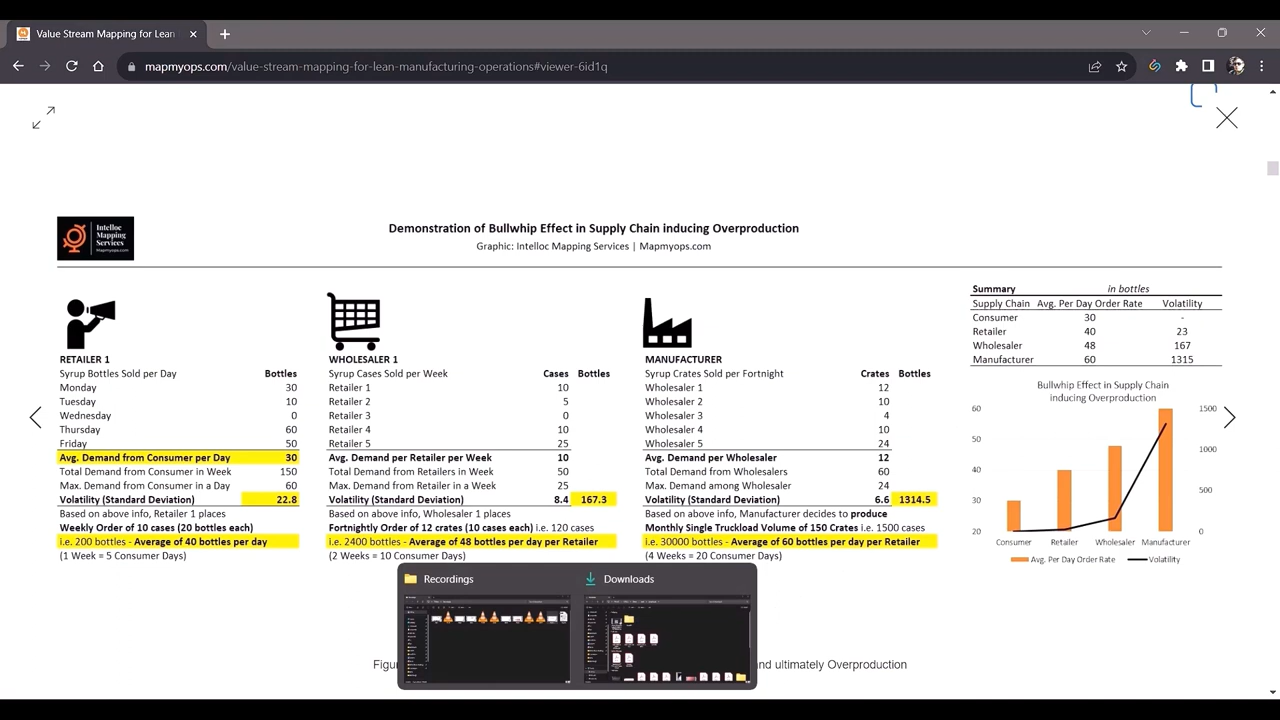 Value Stream Mapping for Lean
mapmyops.com/value-stream-mapping-for-lean-manufacturing-operations#viewer-6id1q
Intelloc
Mapping
Services
Mapmyops.com
Demonstration of Bullwhip Effect in Supply Chain inducing Overproduction
Graphic: Intelloc Mapping Services | Mapmyops.com
RETAILER 1
Syrup Bottles Sold per Day Bottles
Monday 30
Tuesday 10
Wednesday 0
Thursday 60
Friday 50
Avg. Demand from Consumer per Day 30
Total Demand from Consumer in Week 150
Max. Demand from Consumer in a Day 60
Volatility (Standard Deviation) 22.8
Based on above info, Retailer 1 places
Weekly Order of 10 cases (20 bottles each)
i.e. 200 bottles - Average of 40 bottles per day
(1 Week = 5 Consumer Days)
WHOLESALER 1
Syrup Cases Sold per Week Cases Bottles
Retailer 1 10
Retailer 2 5
Retailer 3 0
Retailer 4 10
Retailer 5 25
Avg. Demand per Retailer per Week 10
Total Demand from Retailers in Week 50
Max. Demand from Retailer in a Week 25
Volatility (Standard Deviation) 8.4 167.3
Based on above info, Wholesaler 1 places
Fortnightly Order of 12 crates (10 cases each) i.e. 120 cases
i.e. 2400 bottles - Average of 48 bottles per day per Retailer
(2 Weeks = 10 Consumer Days)
MANUFACTURER
Syrup Crates Sold per Fortnight Crates Bottles
Wholesaler 1 12
Wholesaler 2 10
Wholesaler 3 4
Wholesaler 4 10
Wholesaler 5 24
Avg. Demand per Wholesaler 12
Total Demand from Wholesalers 60
Max. Demand among Wholesaler 24
Volatility (Standard Deviation) 6.6 1314.5
Based on above info, Manufacturer decides to produce
Monthly Single Truckload Volume of 150 Crates i.e. 1500 cases
i.e. 30000 bottles - Average of 60 bottles per day per Retailer
(4 Weeks = 20 Consumer Days)
Summary in bottles
Supply Chain Avg. Per Day Order Rate Volatility
Consumer 30 -
Retailer 40 23
Wholesaler 48 167
Manufacturer 60 1315
Bullwhip Effect in Supply Chain
inducing Overproduction
60 1500
50
1000
40
500
30
20 0
Consumer Retailer Wholesaler Manufacturer
Avg. Per Day Order Rate Volatility
Recordings Downloads
and ultimately Overproduction